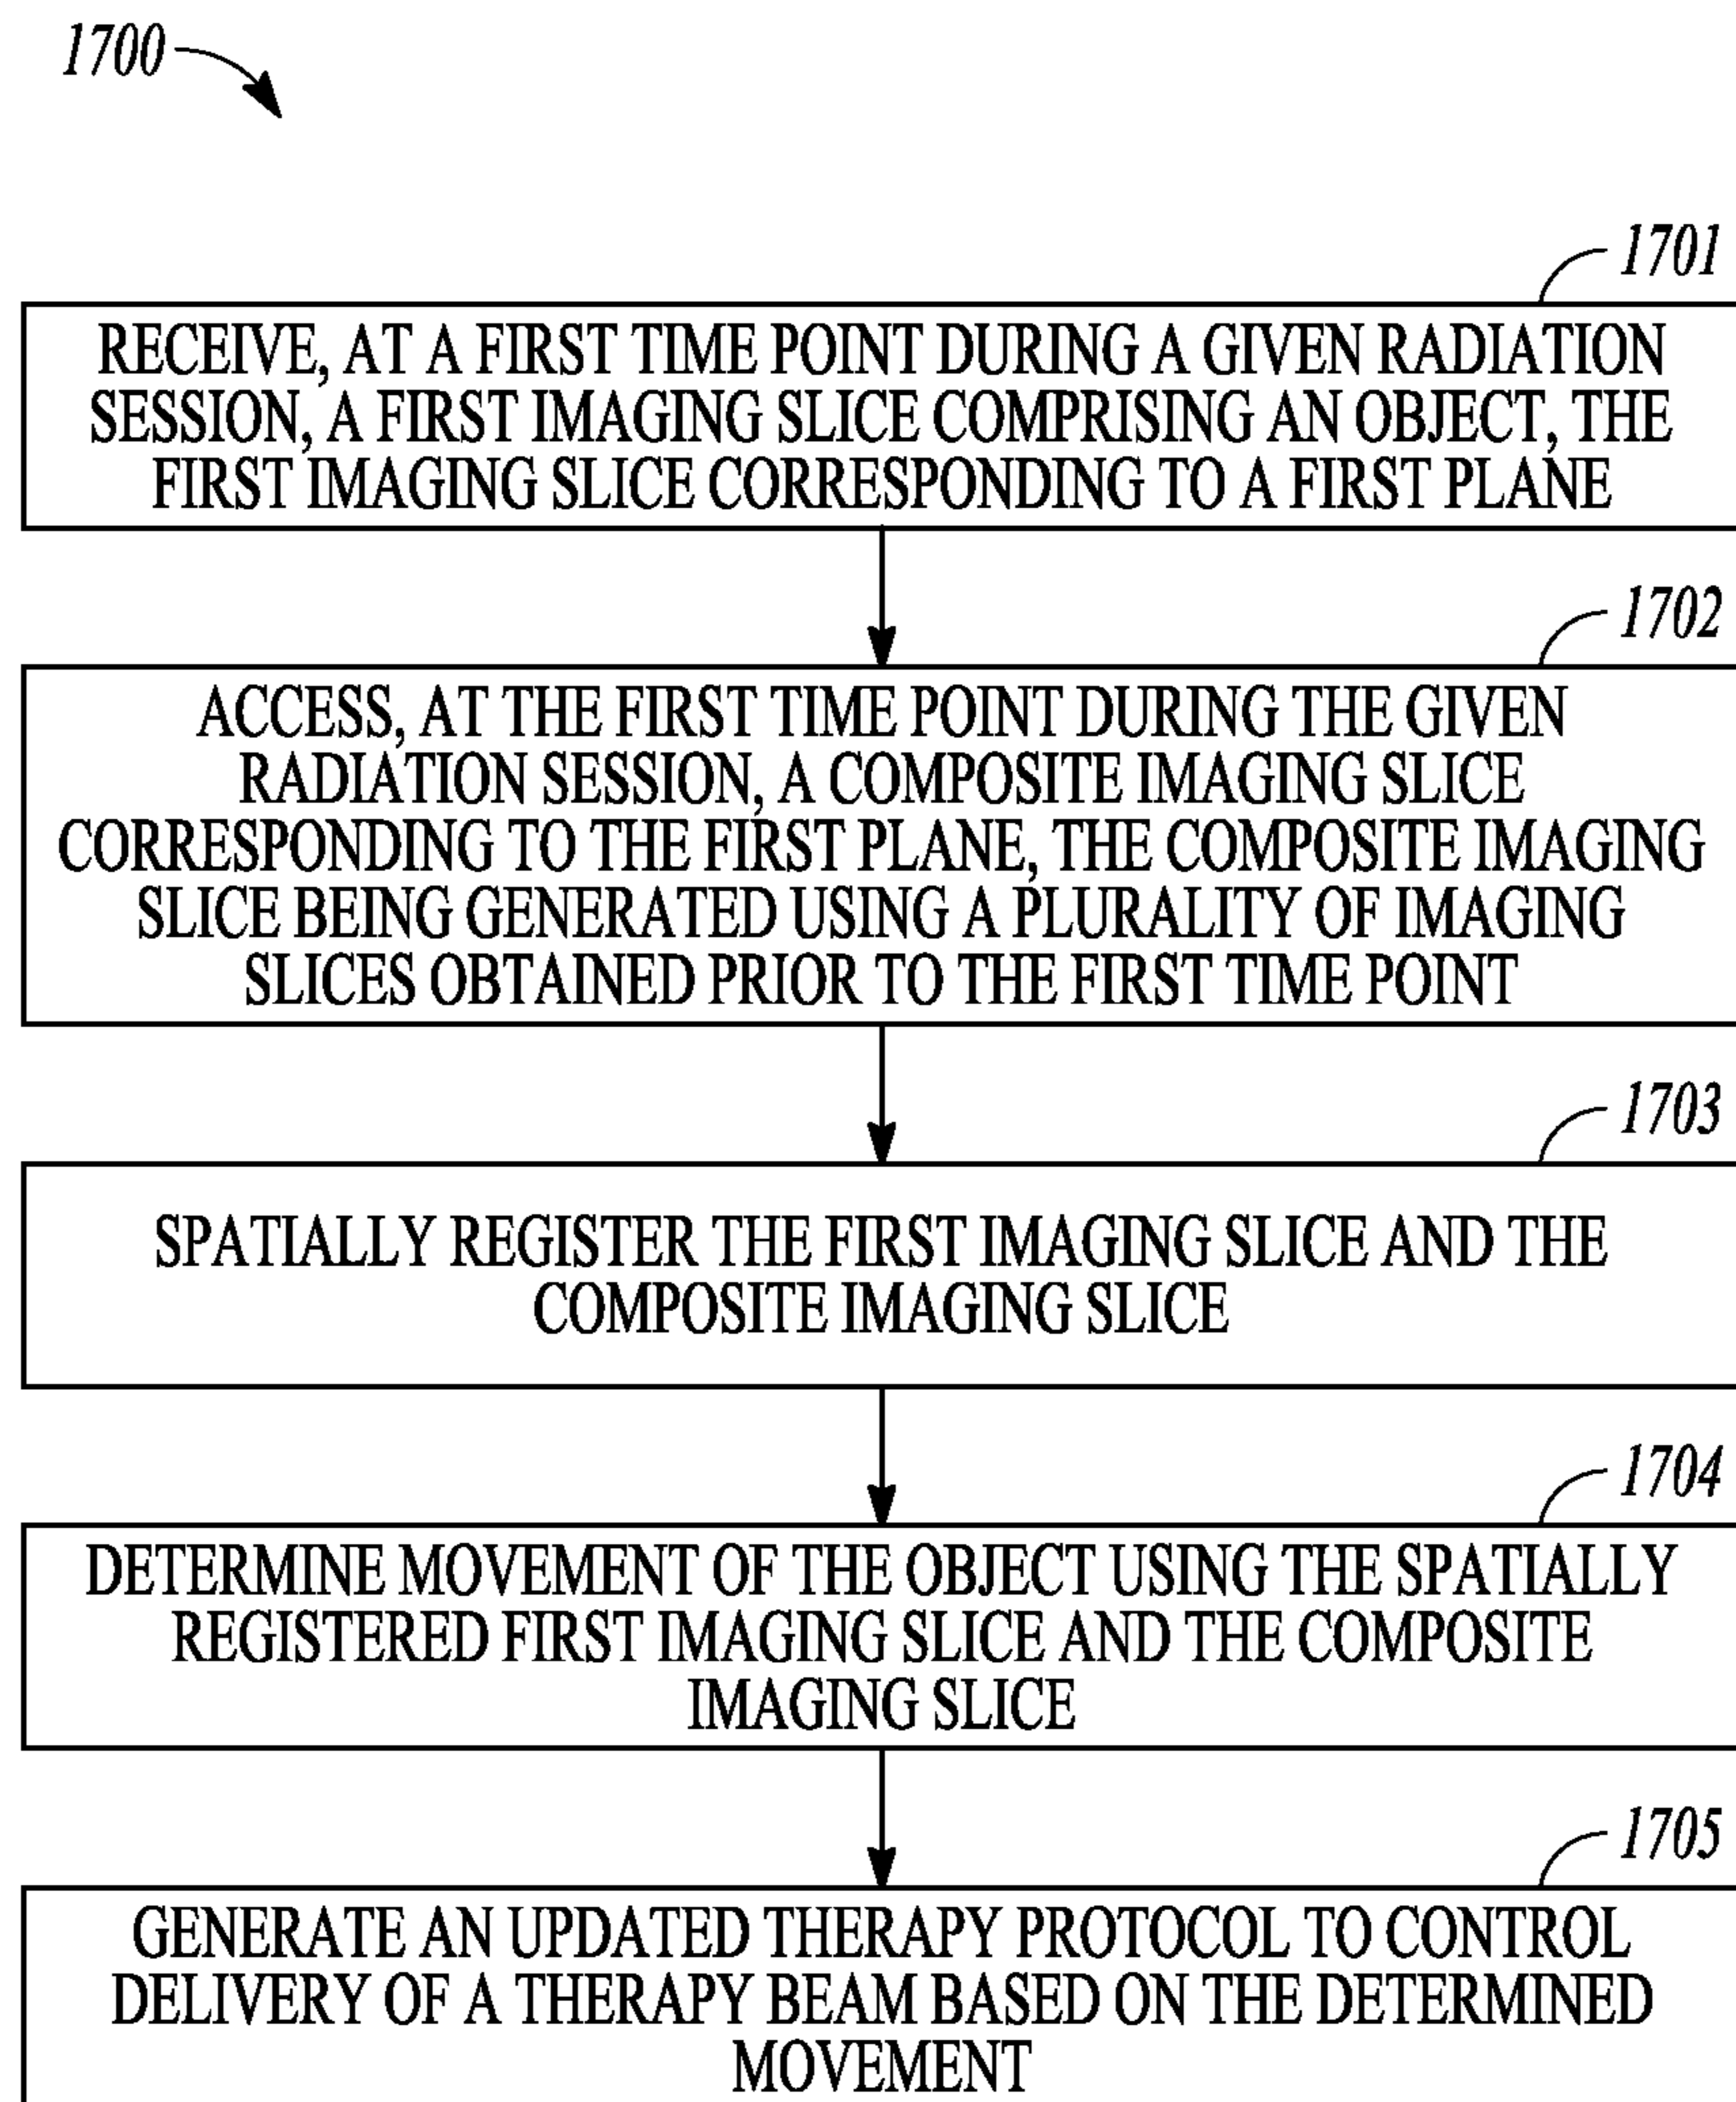 1700
1701
RECEIVE, AT A FIRST TIME POINT DURING A GIVEN RADIATION
SESSION, A FIRST IMAGING SLICE COMPRISING AN OBJECT, THE
FIRST IMAGING SLICE CORRESPONDING TO A FIRST PLANE
1702
ACCESS, AT THE FIRST TIME POINT DURING THE GIVEN
RADIATION SESSION, A COMPOSITE IMAGING SLICE
CORRESPONDING TO THE FIRST PLANE, THE COMPOSITE IMAGING
SLICE BEING GENERATED USING A PLURALITY OF IMAGING
SLICES OBTAINED PRIOR TO THE FIRST TIME POINT
1703
SPATIALLY REGISTER THE FIRST IMAGING SLICE AND THE
COMPOSITE IMAGING SLICE
1704
DETERMINE MOVEMENT OF THE OBJECT USING THE SPATIALLY
REGISTERED FIRST IMAGING SLICE AND THE COMPOSITE
IMAGING SLICE
1705
GENERATE AN UPDATED THERAPY PROTOCOL TO CONTROL
DELIVERY OF A THERAPY BEAM BASED ON THE DETERMINED
MOVEMENT